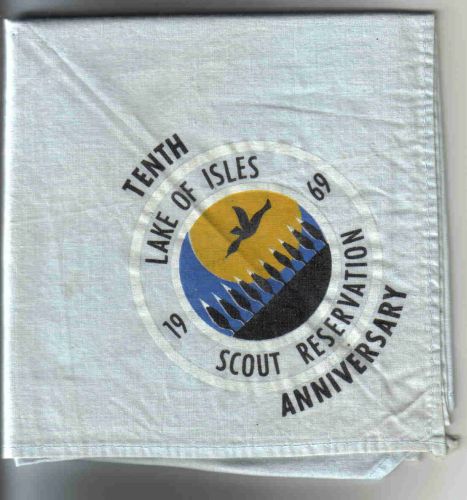 TENTH
LAKE OF ISLES
19 69
SCOUT RESERVATION
ANNIVERSARY